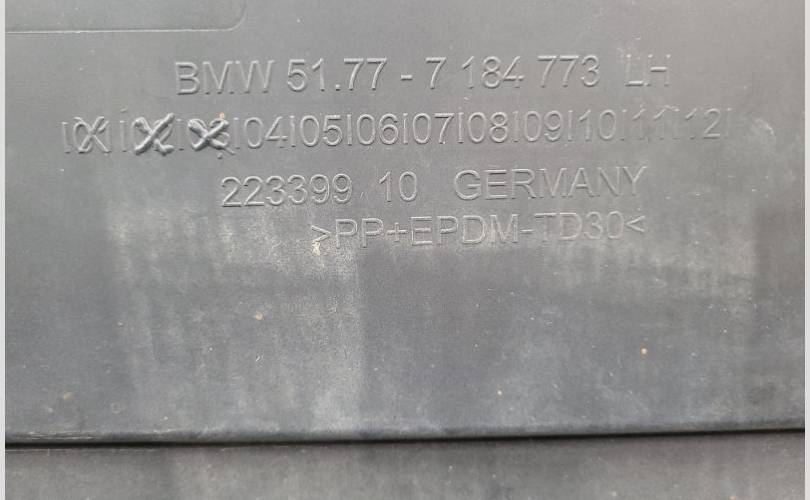 BMW 51.77 - 7 184 773 LH
|01|02|03|04|05|06|07|08|09|10|11|12|
223399 10 GERMANY
>PP+EPDM-TD30<